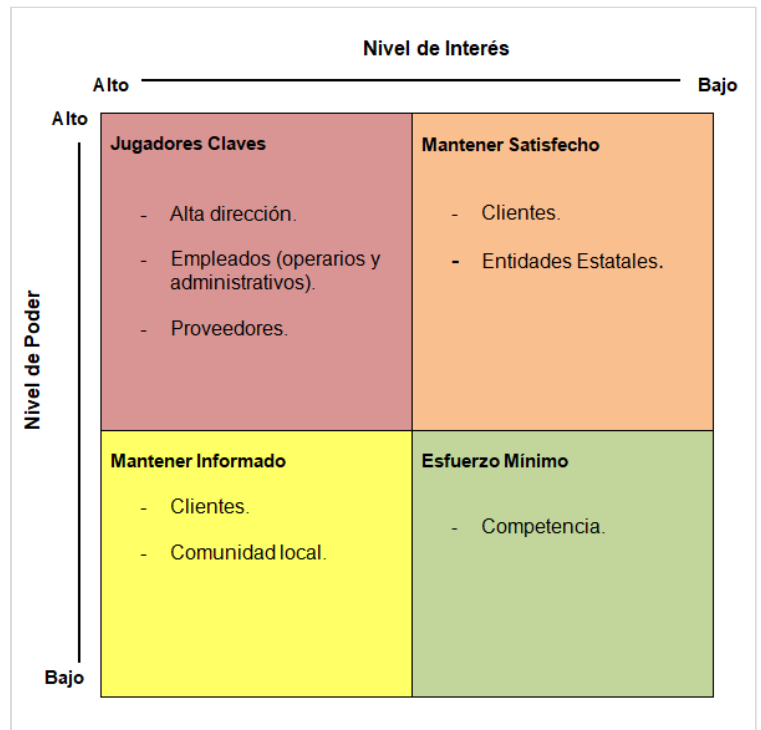 Nivel de Interés
Alto
Bajo
Alto
Nivel de Poder
Bajo
Jugadores Claves
- Alta dirección.
- Empleados (operarios y
administrativos).
- Proveedores.
Mantener Satisfecho
- Clientes.
- Entidades Estatales.
Mantener Informado
- Clientes.
- Comunidad local.
Esfuerzo Mínimo
- Competencia.